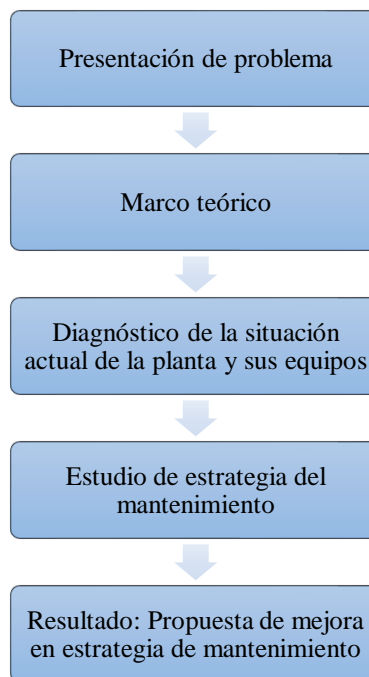 Presentación de problema
Marco teórico
Diagnóstico de la situación
actual de la planta y sus equipos
Estudio de estrategia del
mantenimiento
Resultado: Propuesta de mejora
en estrategia de mantenimiento